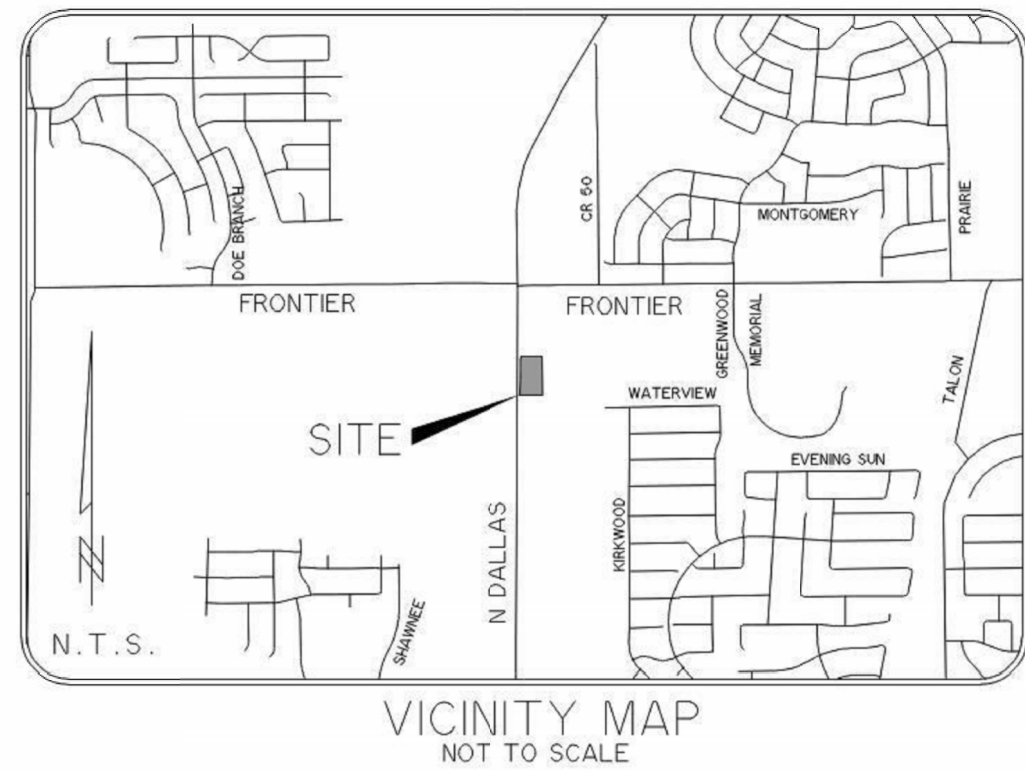 DOE BRANCH
CR 50
MONTGOMERY
PRAIRIE
FRONTIER
FRONTIER
GREENWOOD
MEMORIAL
SITE
WATERVIEW
TALON
EVENING SUN
KIRKWOOD
N DALLAS
SHAWNEE
N
N.T.S.
VICINITY MAP
NOT TO SCALE